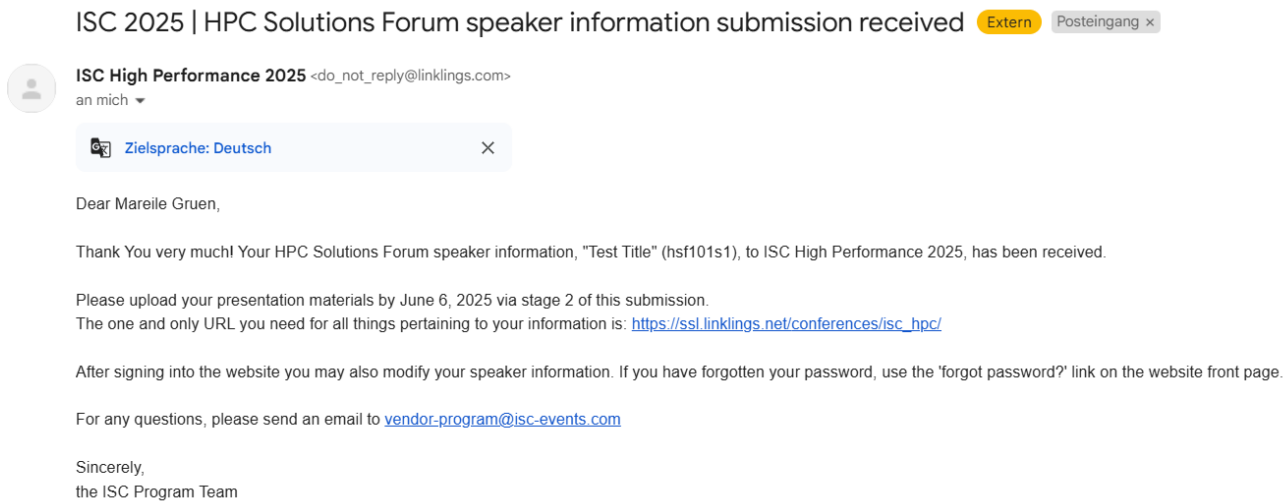 ISC 2025 | HPC Solutions Forum speaker information submission received Extern Posteingang ×
ISC High Performance 2025 <do_not_reply@linklings.com>
an mich
Zielsprache: Deutsch
Dear Mareile Gruen,
Thank You very much! Your HPC Solutions Forum speaker information, "Test Title" (hsf101s1), to ISC High Performance 2025, has been received.
Please upload your presentation materials by June 6, 2025 via stage 2 of this submission.
The one and only URL you need for all things pertaining to your information is: https://ssl.linklings.net/conferences/isc_hpc/
After signing into the website you may also modify your speaker information. If you have forgotten your password, use the 'forgot password?' link on the website front page.
For any questions, please send an email to vendor-program@isc-events.com
Sincerely,
the ISC Program Team